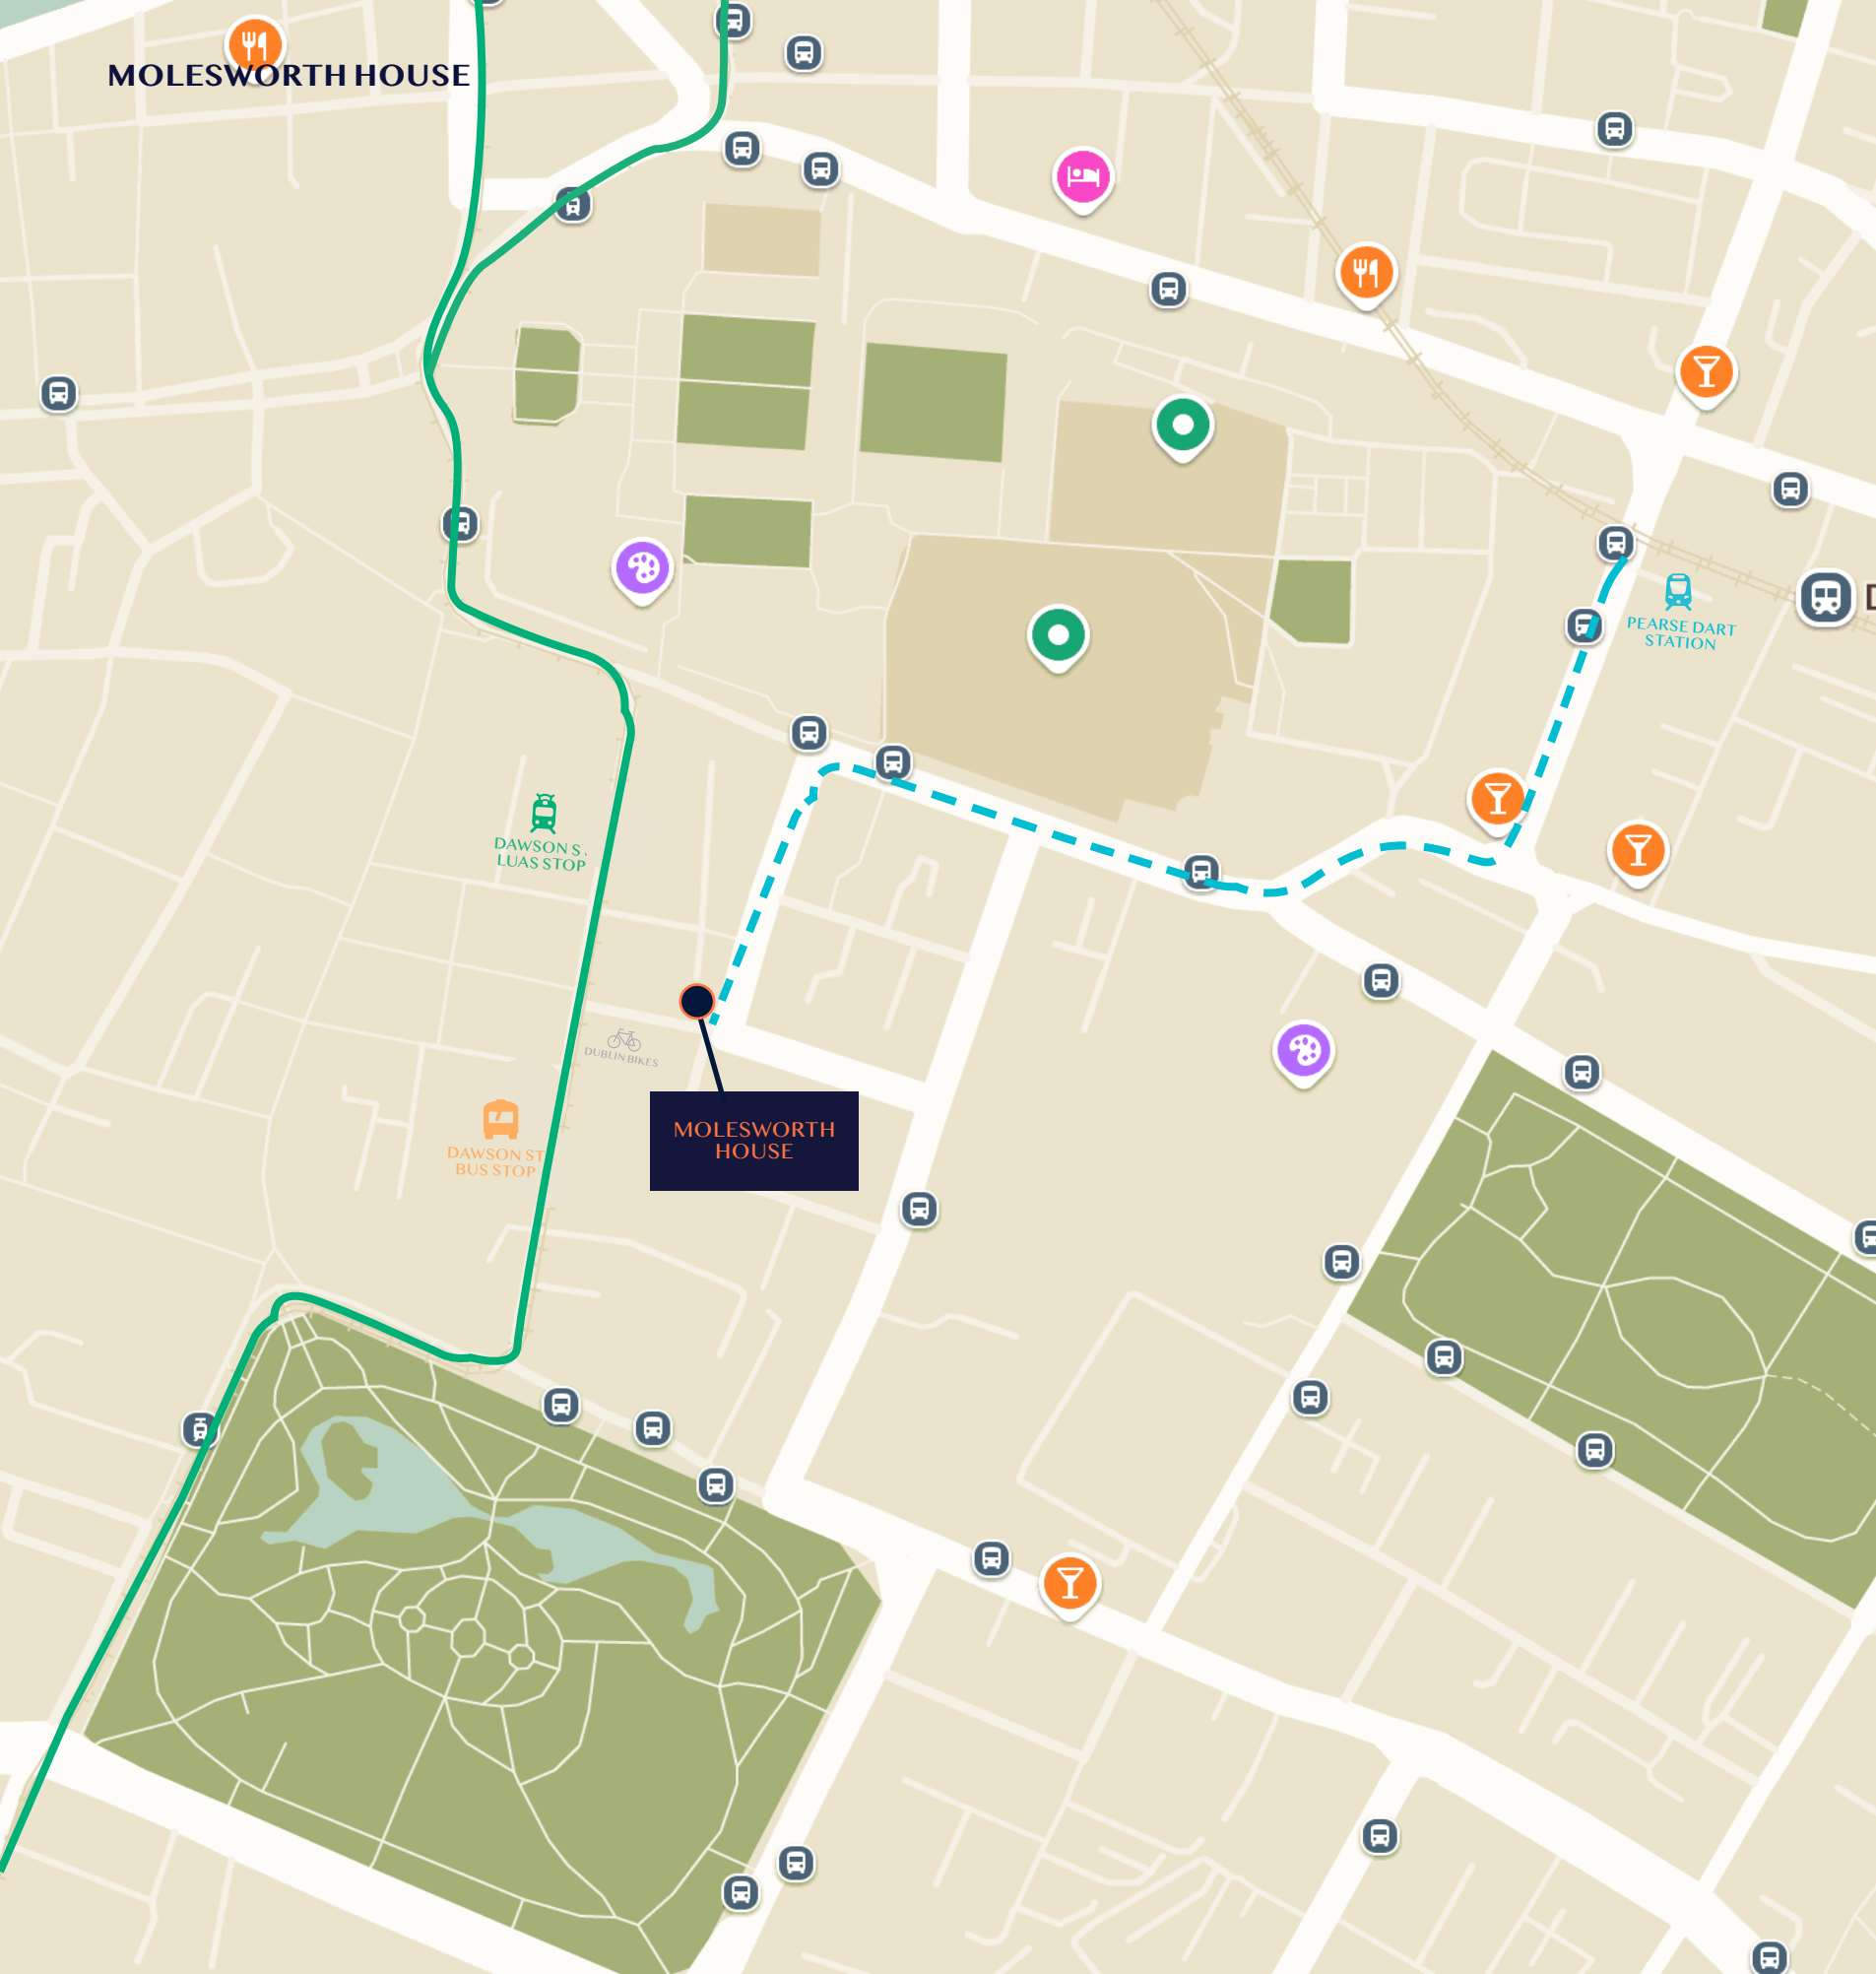 MOLESWORTH HOUSE
PEARSE DART
STATION
DAWSON S
LUAS STOP
DUBLIN BIKES
MOLESWORTH
HOUSE
DAWSON ST
BUS STOP